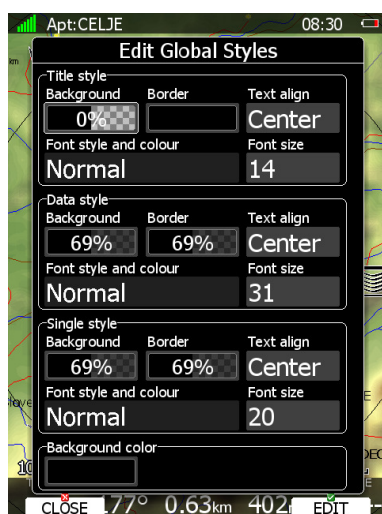 Apt:CELJE 08:30
km
Edit Global Styles
Title style
Background Border Text align
0% Center
Font style and colour Font size
Normal 14
Data style
Background Border Text align
69% 69% Center
Font style and colour Font size
Normal 31
Single style
Background Border Text align
69% 69% Center
Font style and colour Font size
Normal 20
Background color
10
CLOSE 177° 0.63km 402 EDIT